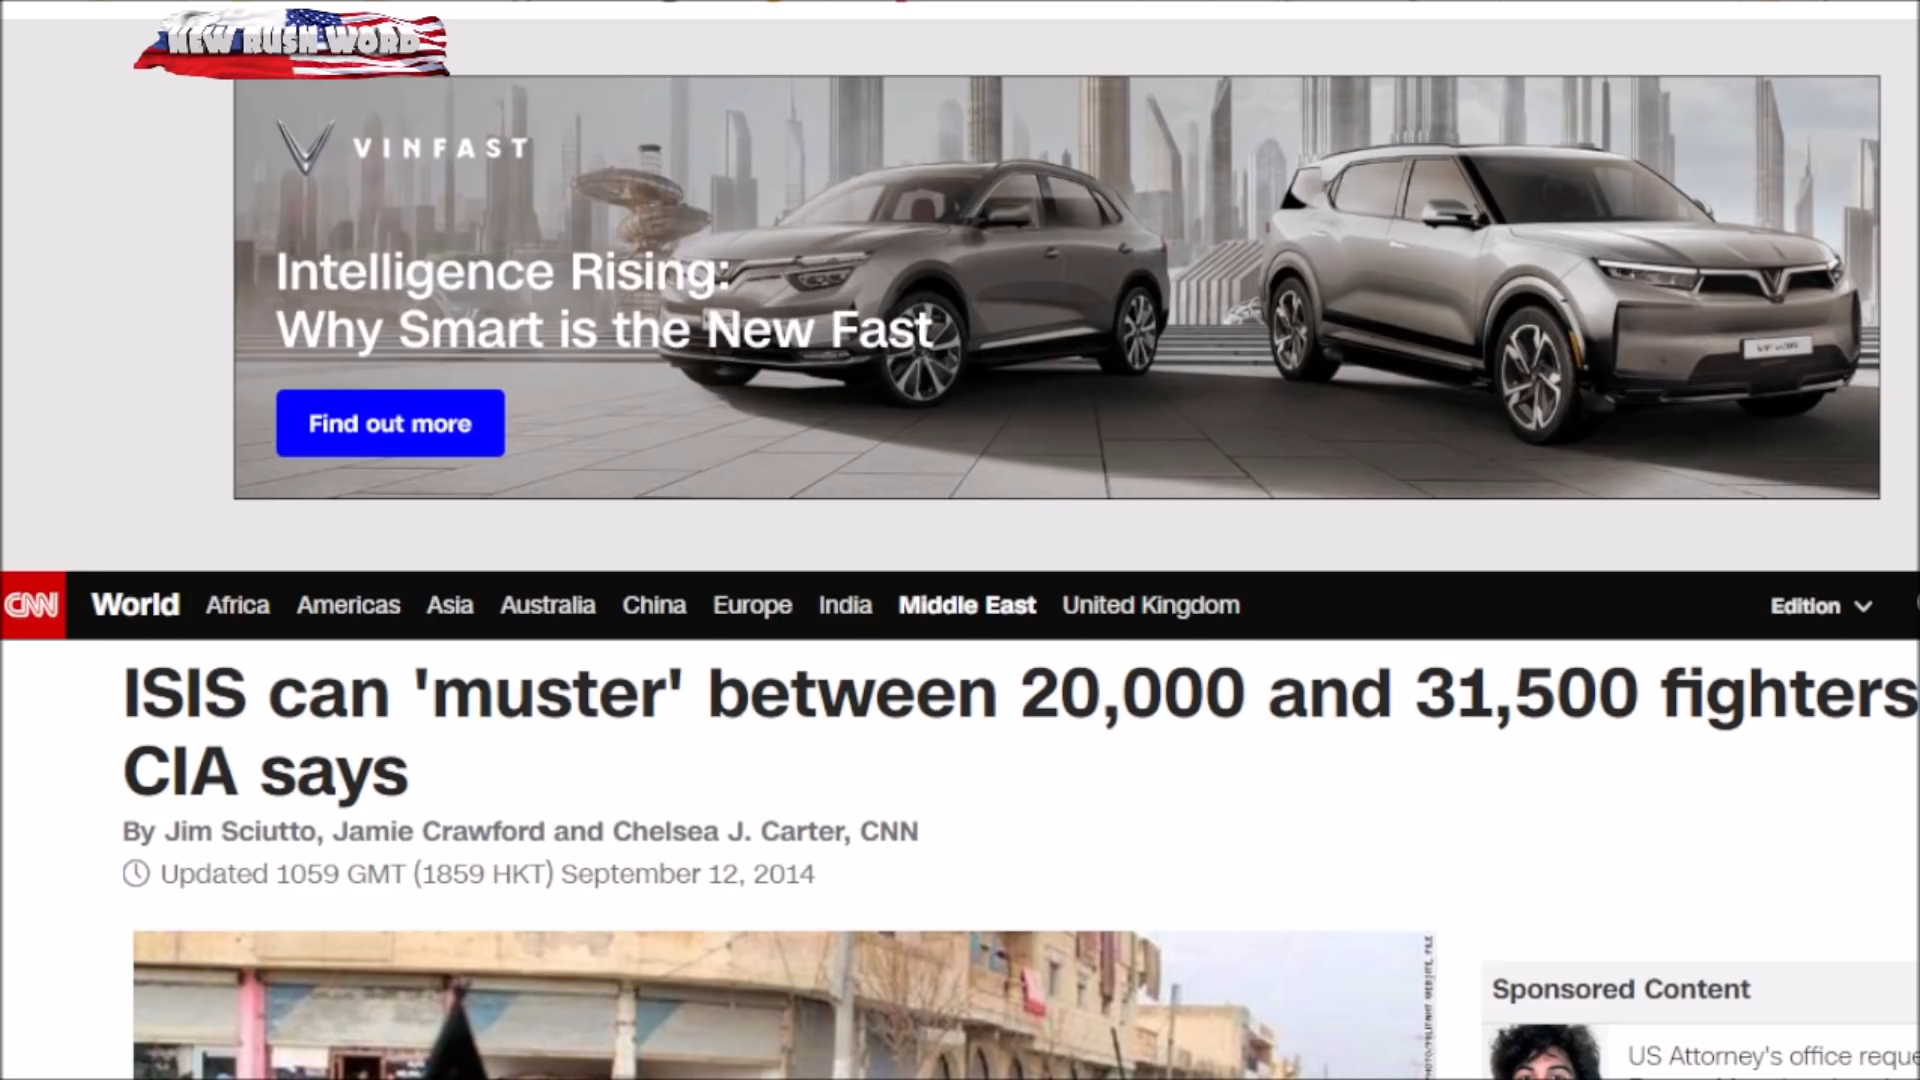 NEW RUSH WORD
VINFAST
Intelligence Rising:
Why Smart is the New Fast
Find out more
CNN World Africa Americas Asia Australia China Europe India Middle East United Kingdom Edition
ISIS can 'muster' between 20,000 and 31,500 fighters
CIA says
By Jim Sciutto, Jamie Crawford and Chelsea J. Carter, CNN
Updated 1059 GMT (1859 HKT) September 12, 2014
Sponsored Content
US Attorney's office reque